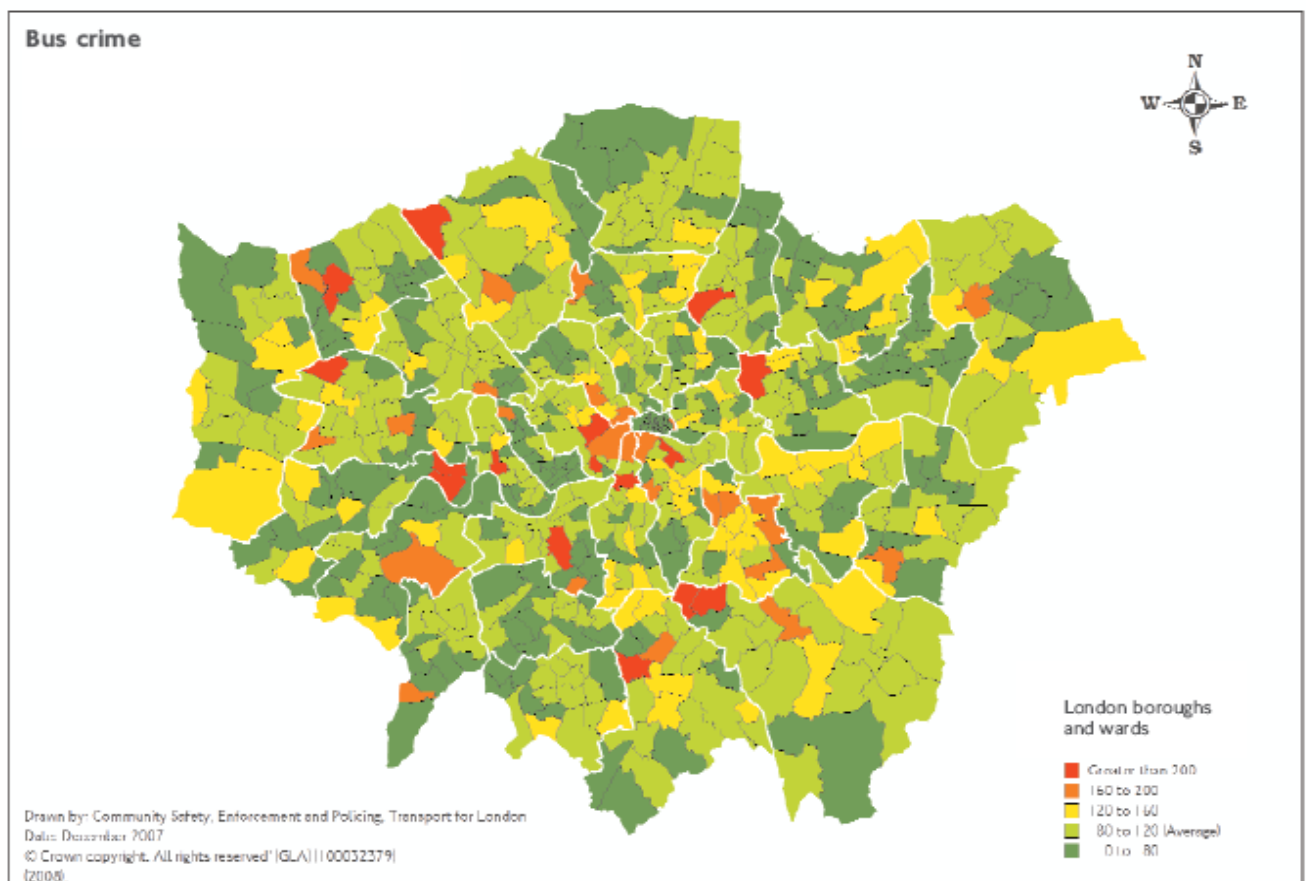 Bus crime
N
W E
S
London boroughs
and wards
Greater than 200
160 to 200
120 to 160
80 to 120 (Average)
0 to 80
Drawn by: Community Safety, Enforcement and Policing, Transport for London
Date: December 2007
© Crown copyright. All rights reserved' (GLA) (100032379)
(2008)